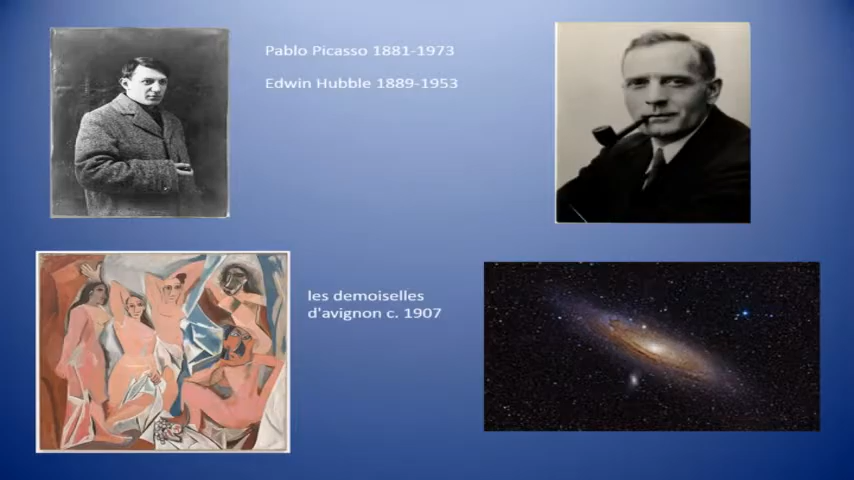 Pablo Picasso 1881-1973
Edwin Hubble 1889-1953
les demoiselles
d'avignon c. 1907